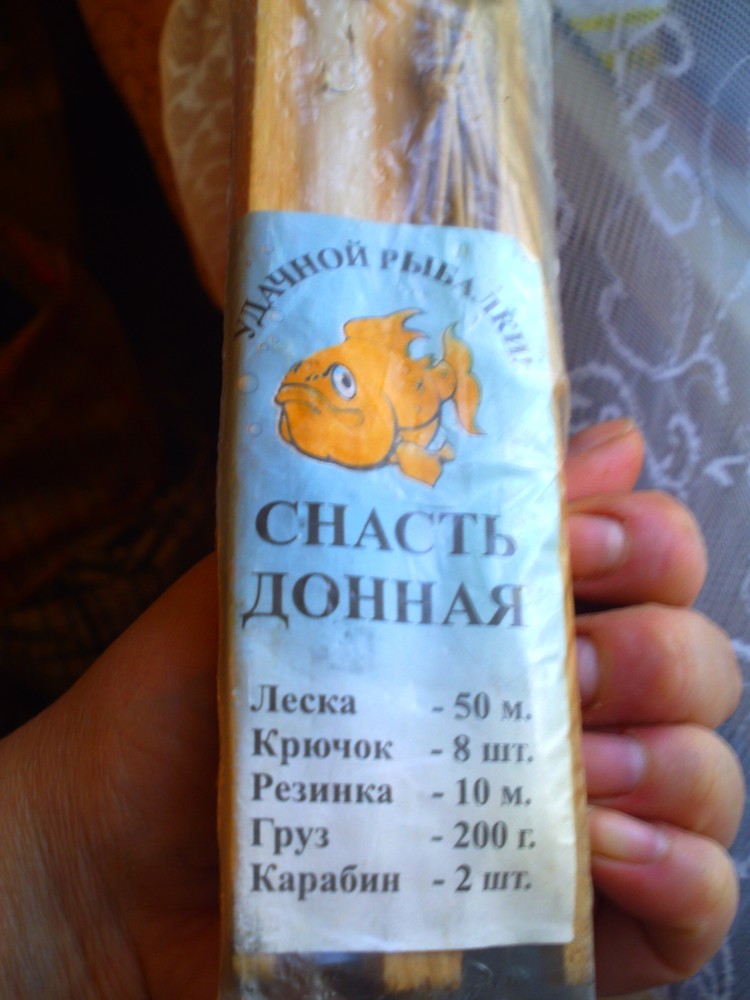 УДАЧНОЙ РЫБАЛКИ!
СНАСТЬ
ДОННАЯ
Леска - 50 м.
Крючок - 8 шт.
Резинка - 10 м.
Груз - 200 г.
Карабин - 2 шт.